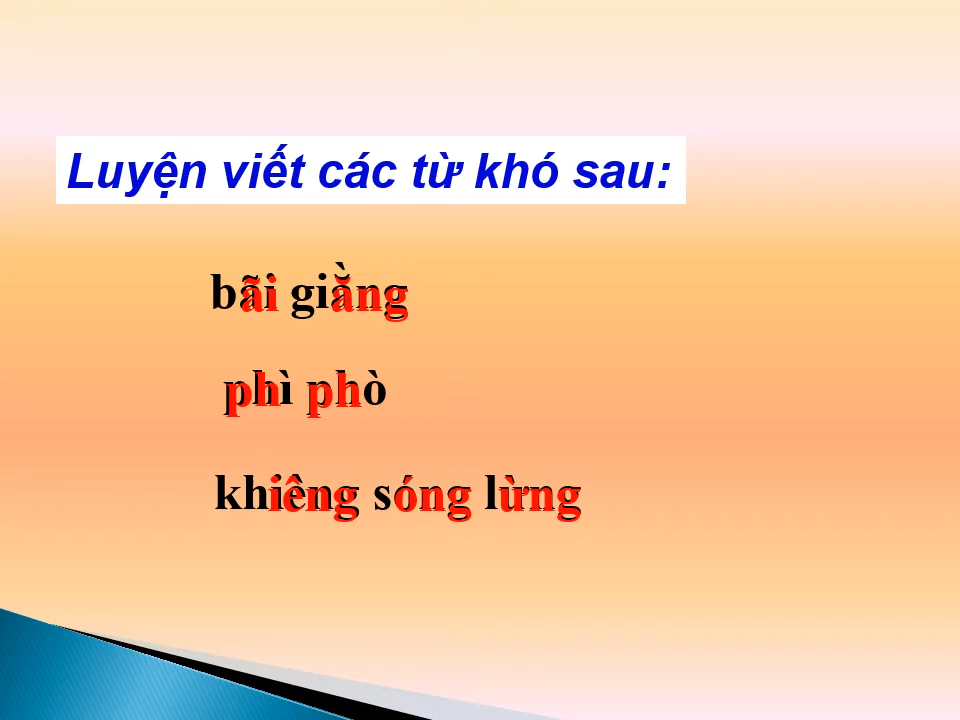 Luyện viết các từ khó sau:
bãi giằng
phì phò
khiêng sóng lừng